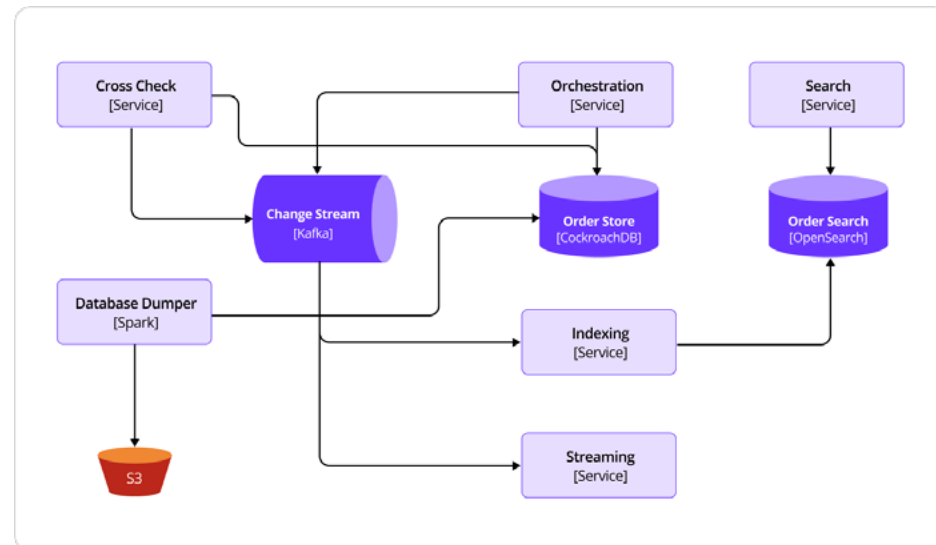 Cross Check
[Service]
Orchestration
[Service]
Search
[Service]
Change Stream
[Kafka]
Order Store
[CockroachDB]
Order Search
[OpenSearch]
Database Dumper
[Spark]
Indexing
[Service]
Streaming
[Service]
S3